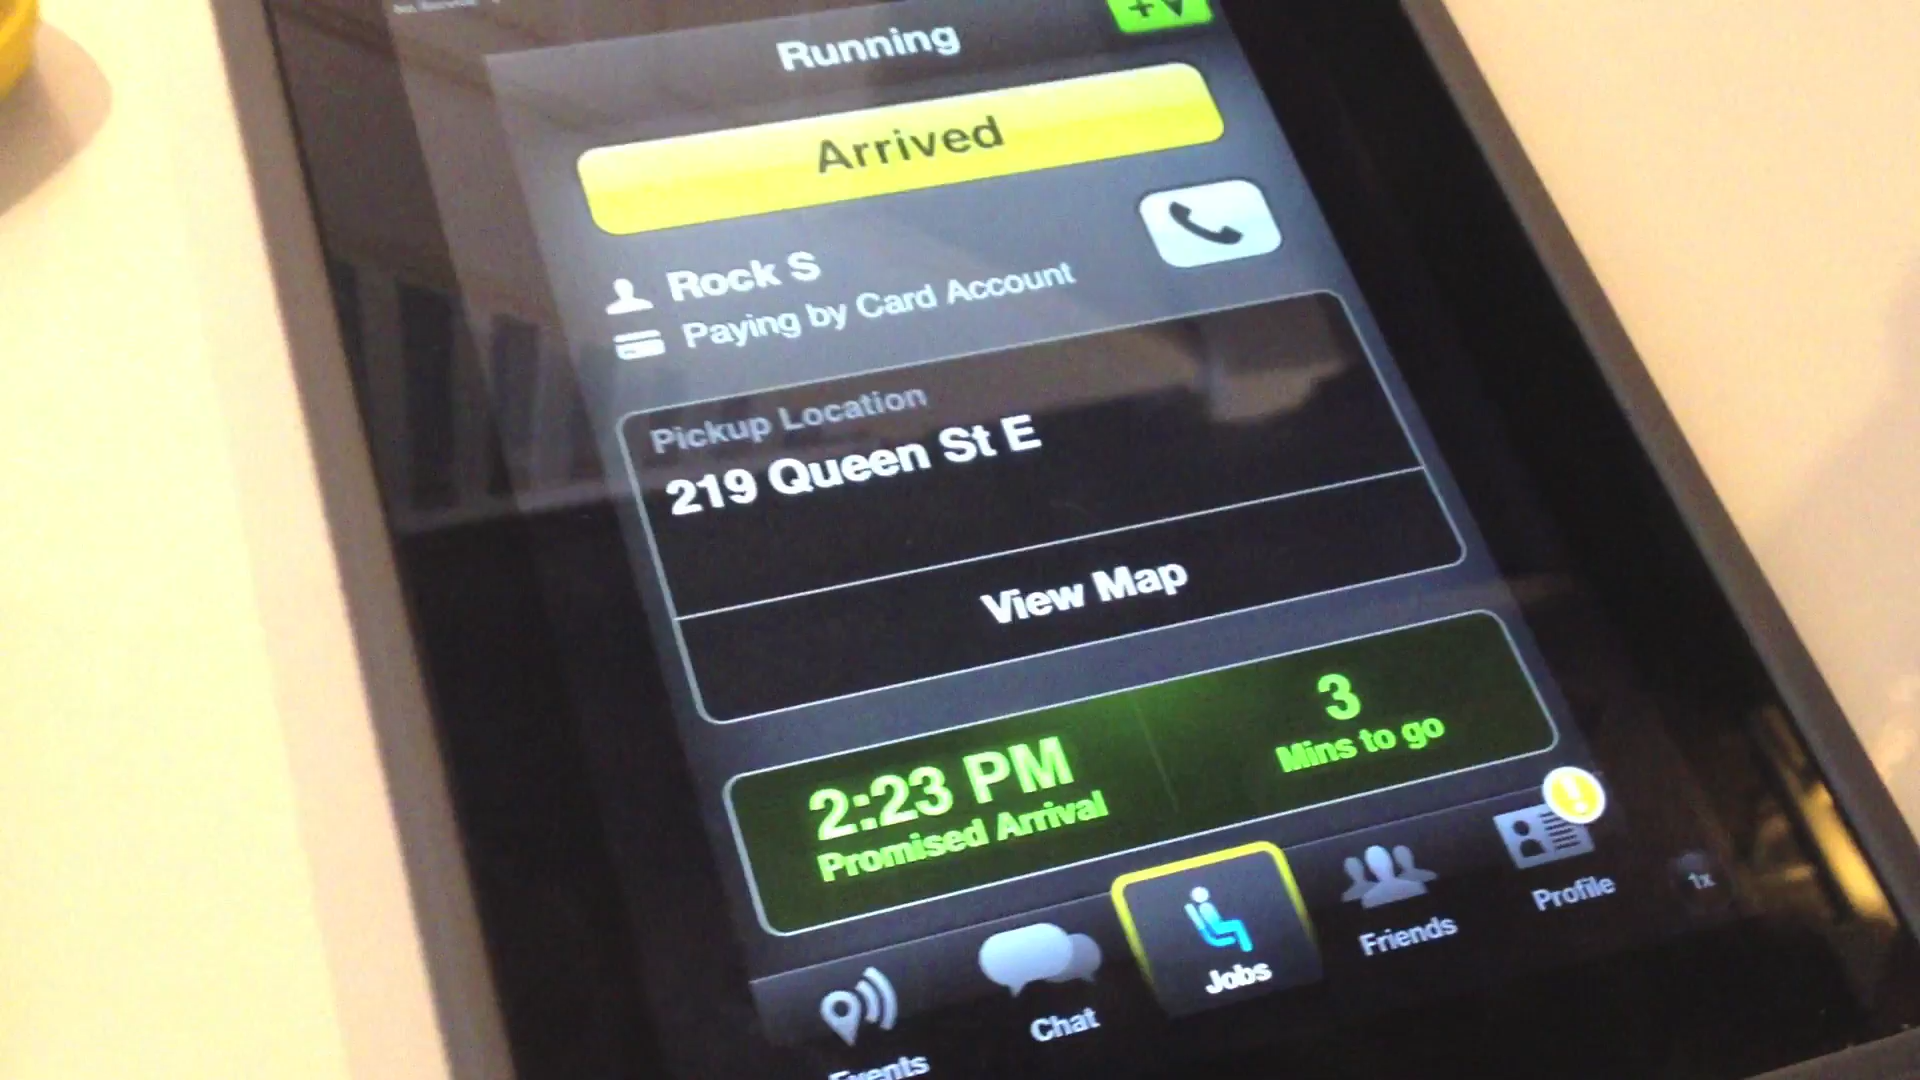 Running
Arrived
Rock S
Paying by Card Account
Pickup Location
219 Queen St E
View Map
2:23 PM
Promised Arrival
3
Mins to go
Events
Chat
Jobs
Friends
Profile
1x